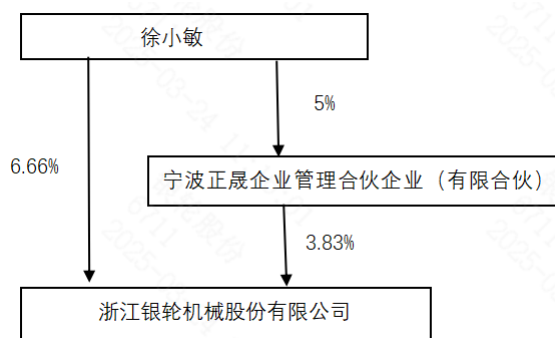 徐小敏
5%
6.66%
宁波正晟企业管理合伙企业（有限合伙）
3.83%
浙江银轮机械股份有限公司